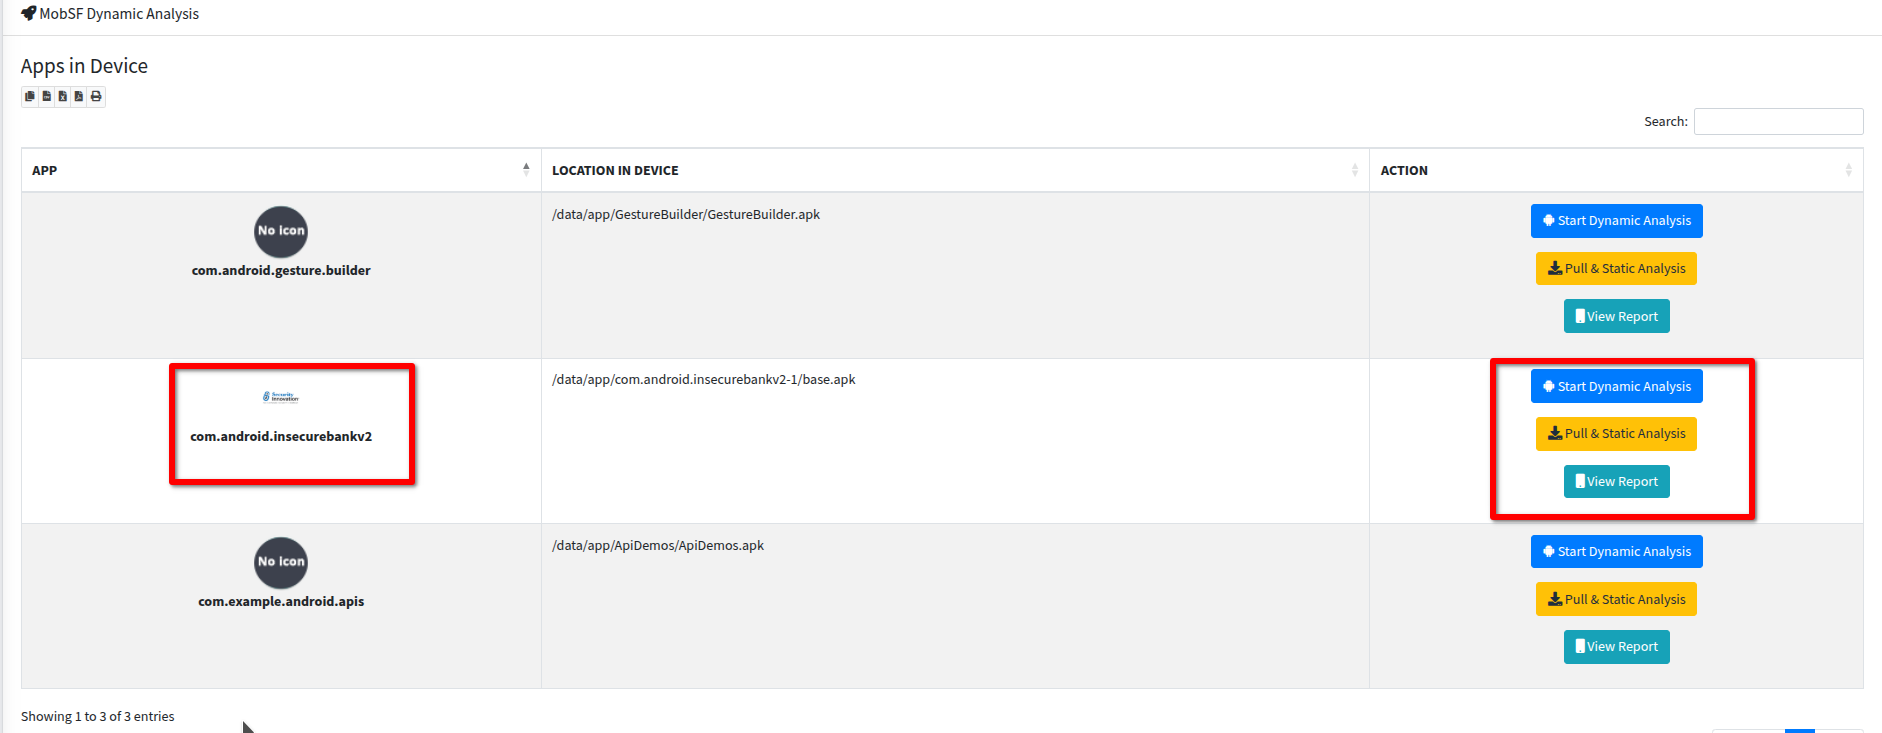 MobSF Dynamic Analysis
Apps in Device
Search:
APP LOCATION IN DEVICE ACTION
No icon
com.android.gesture.builder
/data/app/GestureBuilder/GestureBuilder.apk
Start Dynamic Analysis
Pull & Static Analysis
View Report
Security
Innovation
com.android.insecurebankv2
/data/app/com.android.insecurebankv2-1/base.apk
Start Dynamic Analysis
Pull & Static Analysis
View Report
No icon
com.example.android.apis
/data/app/ApiDemos/ApiDemos.apk
Start Dynamic Analysis
Pull & Static Analysis
View Report
Showing 1 to 3 of 3 entries